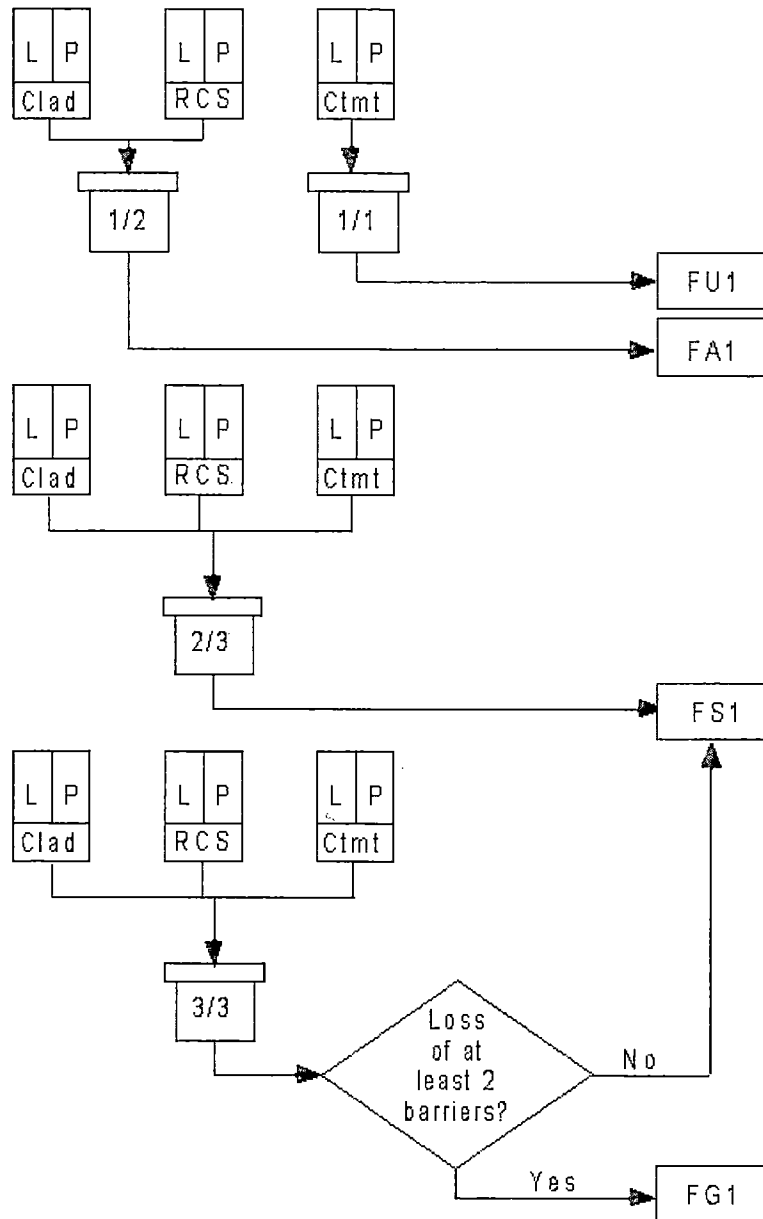 L P L P L P
Clad RCS Ctmt
1/2 1/1
FU1
FA1
L P L P L P
Clad RCS Ctmt
2/3
FS1
L P L P L P
Clad RCS Ctmt
3/3
Loss
of at
least 2
barriers?
No
Yes
FG1